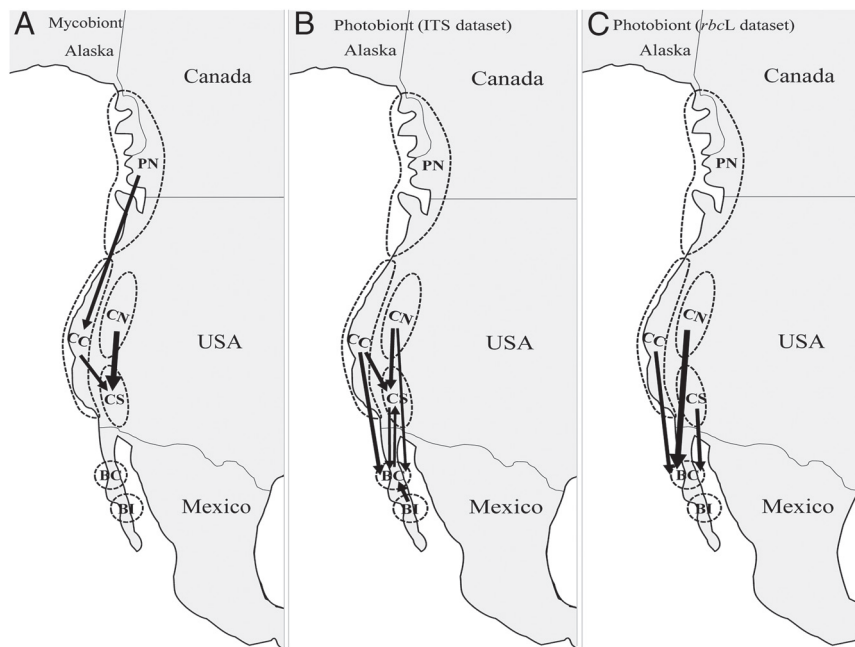 A
Mycobiont
Alaska
Canada
PN
CN
CC
USA
CS
BC
BI
Mexico
B
Photobiont (ITS dataset)
Alaska
Canada
PN
CN
CC
USA
CS
BC
BI
Mexico
C
Photobiont (rbcL dataset)
Alaska
Canada
PN
CN
CC
USA
CS
BC
BI
Mexico